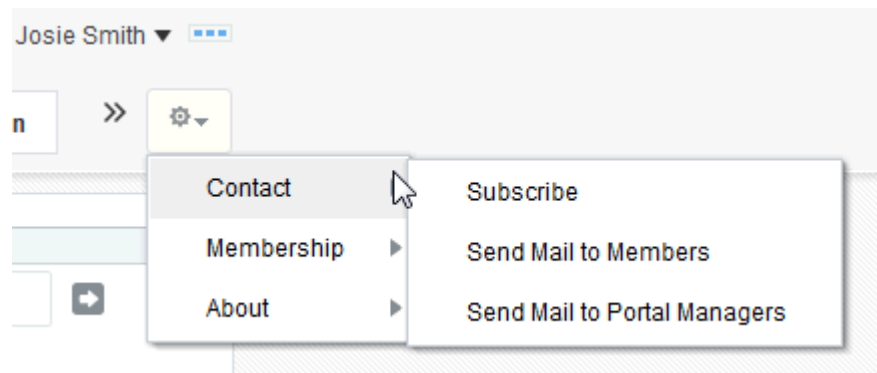 Josie Smith
n
Contact
Subscribe
Membership
Send Mail to Members
About
Send Mail to Portal Managers